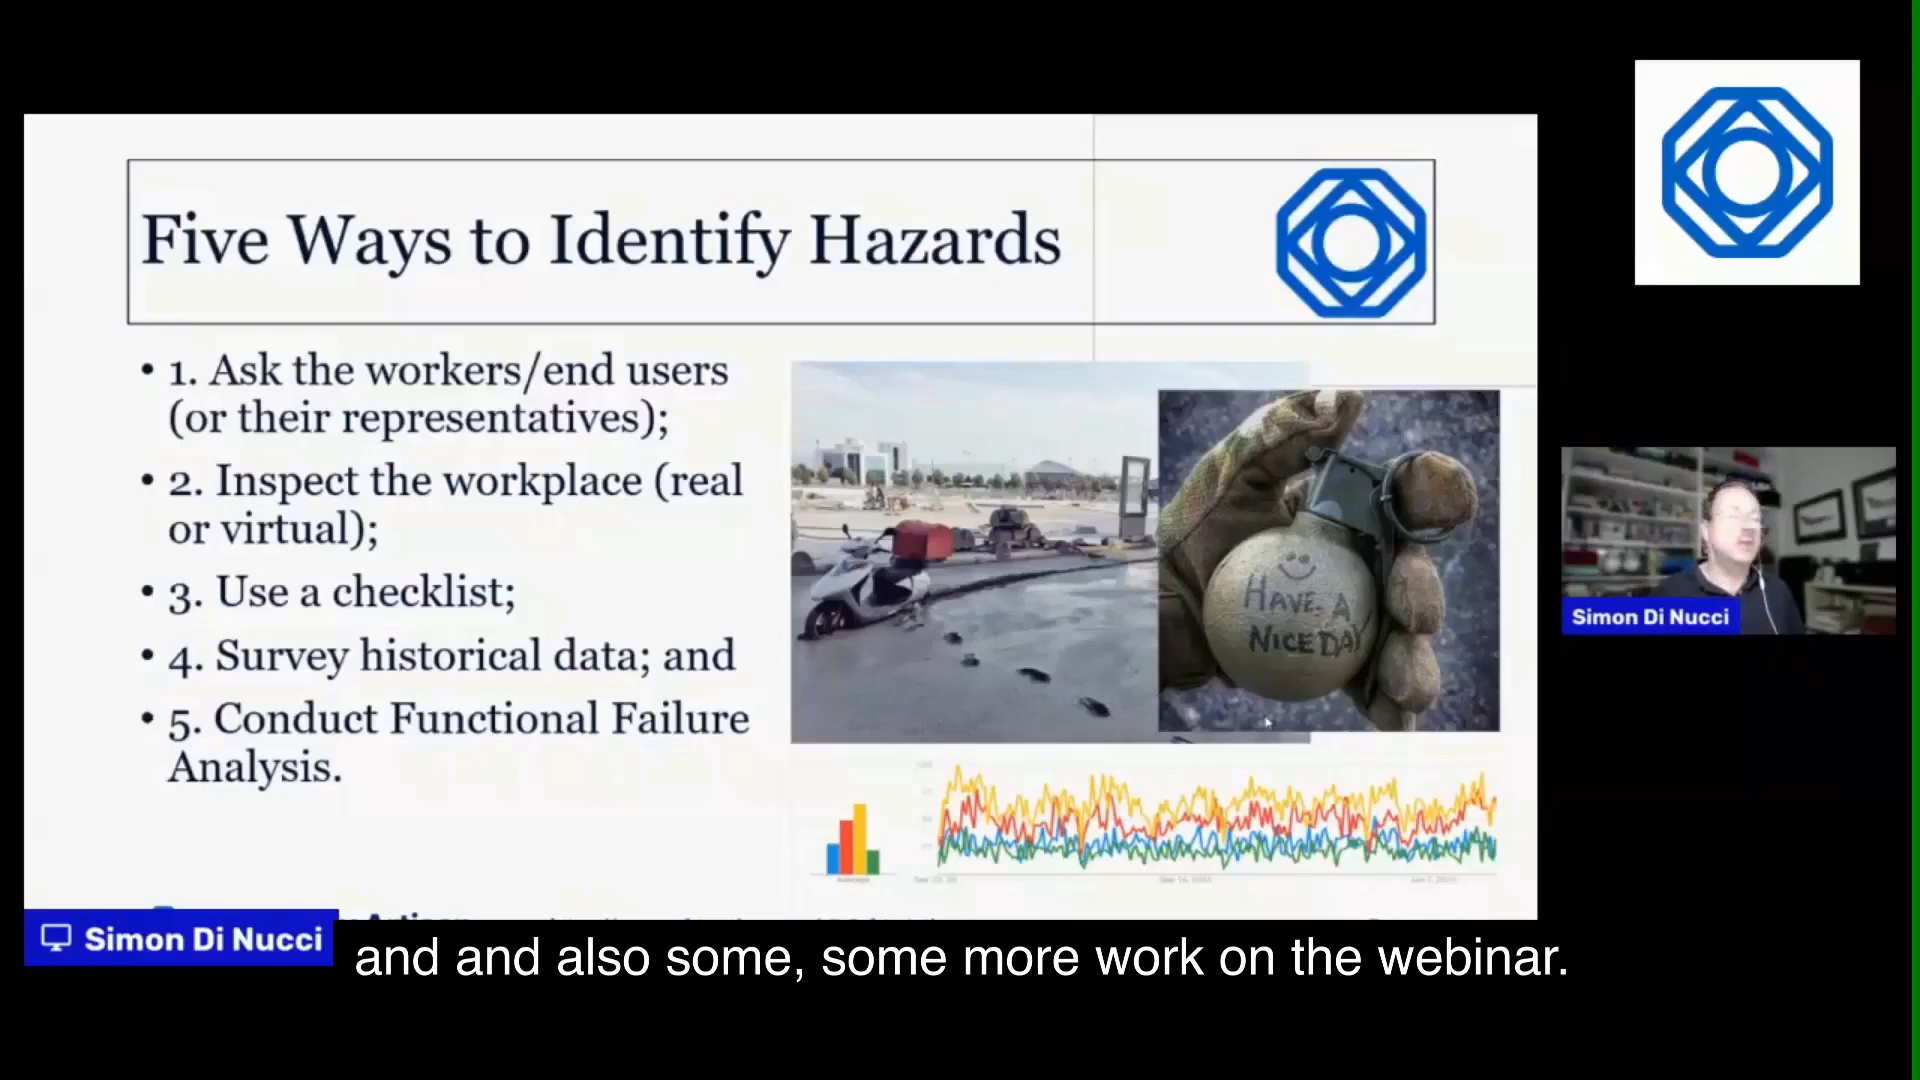 Five Ways to Identify Hazards
• 1. Ask the workers/end users
(or their representatives);
• 2. Inspect the workplace (real
or virtual);
• 3. Use a checklist;
• 4. Survey historical data; and
• 5. Conduct Functional Failure
Analysis.
HAVE A
NICE DAY
Simon Di Nucci
Simon Di Nucci
and and also some, some more work on the webinar.